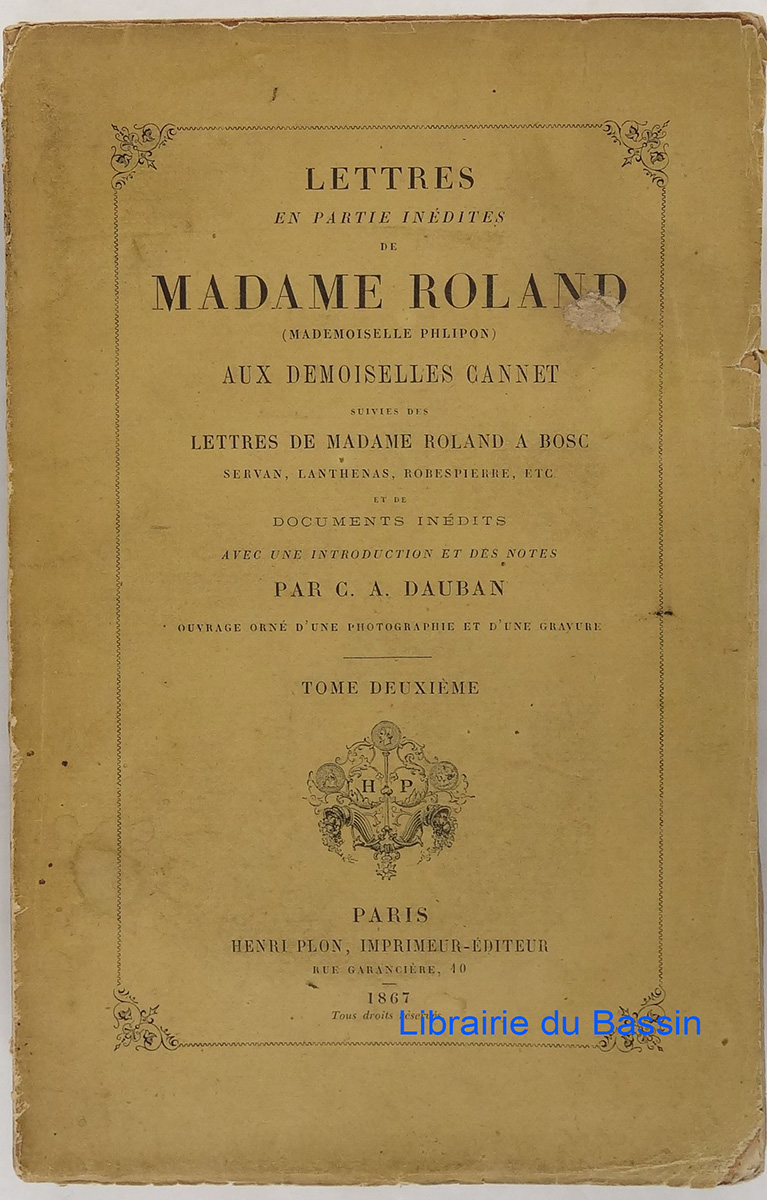 LETTRES
EN PARTIE INÉDITES
DE
MADAME ROLAND
(MADEMOISELLE PHLIPON)
AUX DEMOISELLES CANNET
SUIVIES DES
LETTRES DE MADAME ROLAND A BOSC
SERVAN, LANTHENAS, ROBESPIERRE, ETC.
ET DE
DOCUMENTS INÉDITS
AVEC UNE INTRODUCTION ET DES NOTES
PAR C. A. DAUBAN
OUVRAGE ORNÉ D'UNE PHOTOGRAPHIE ET D'UNE GRAVURE
TOME DEUXIÈME
H P
PARIS
HENRI PLON, IMPRIMEUR-ÉDITEUR
RUE GARANCIÈRE, 10
1867
Tous droits réservés
Librairie du Bassin